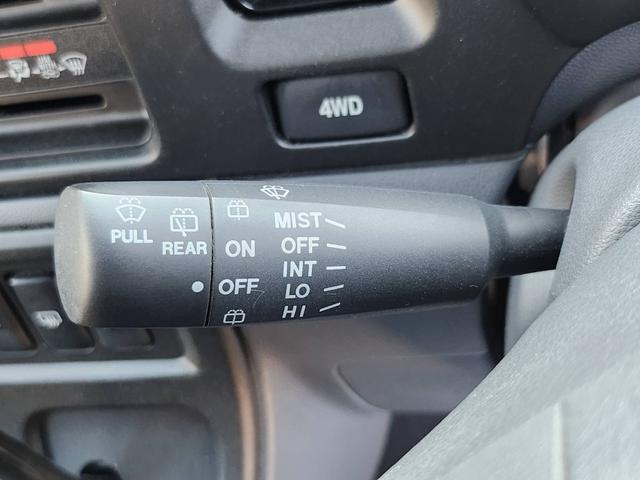 4WD
MIST
OFF
INT
LO
HI
PULL
REAR
ON
OFF